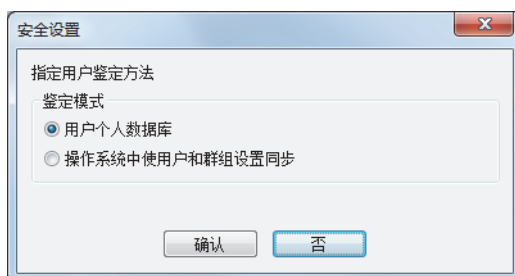 安全设置
指定用户鉴定方法
鉴定模式
用户个人数据库
操作系统中使用户和群组设置同步
确认
否